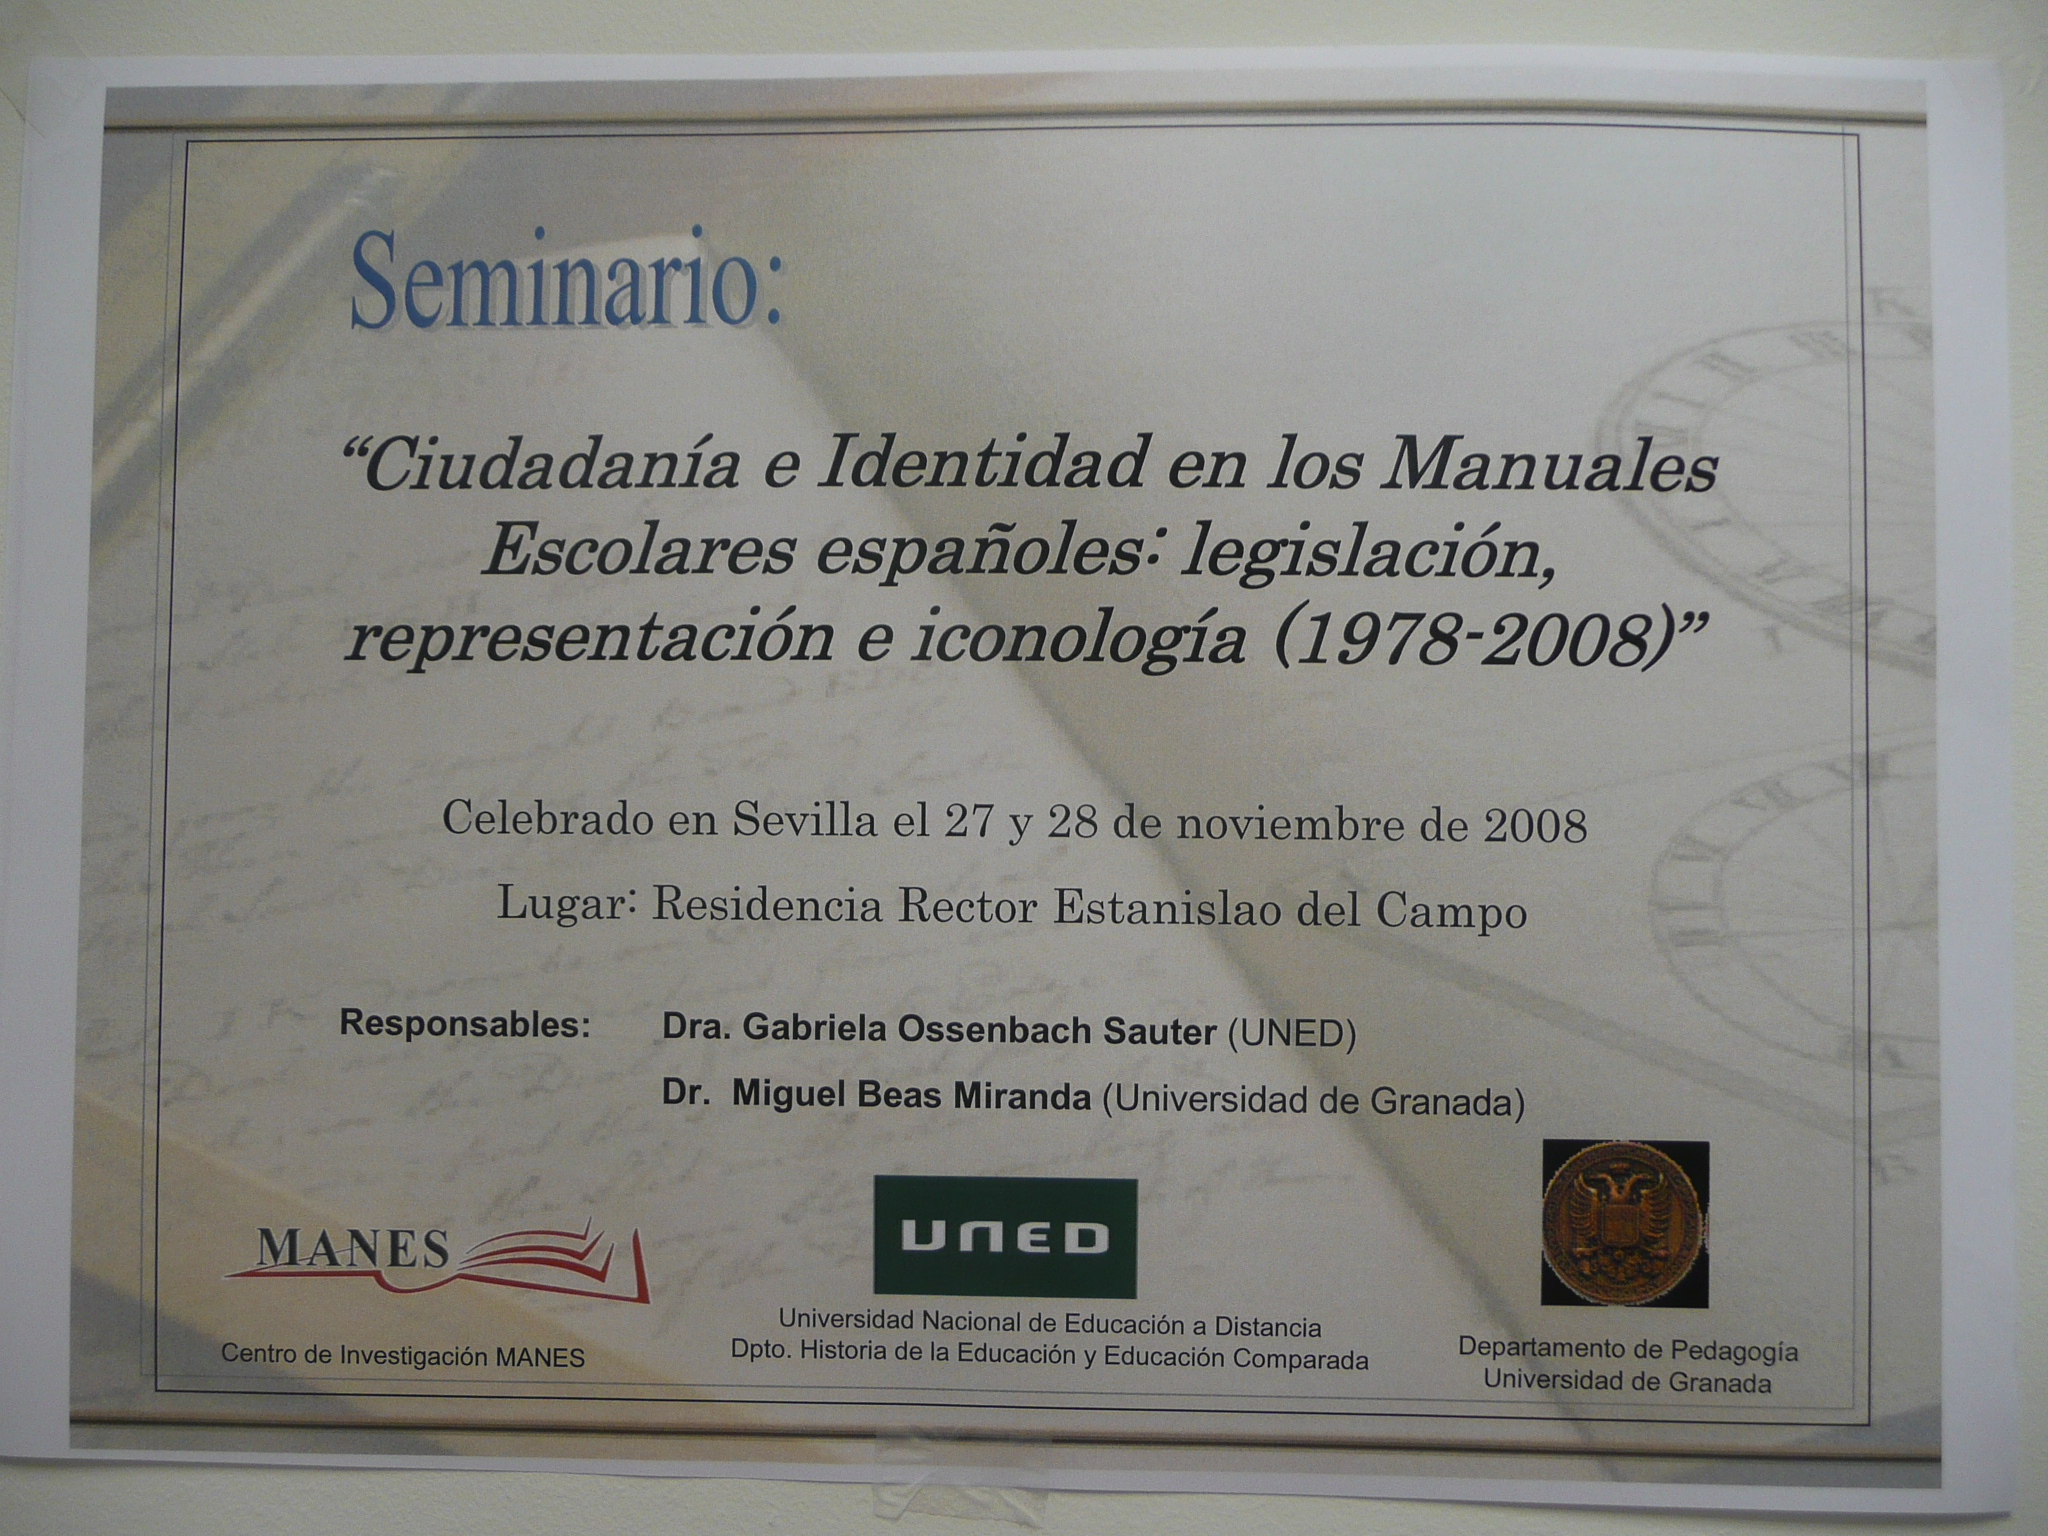 Seminario:
“Ciudadanía e Identidad en los Manuales
Escolares españoles: legislación,
representación e iconología (1978-2008)”
Celebrado en Sevilla el 27 y 28 de noviembre de 2008
Lugar: Residencia Rector Estanislao del Campo
Responsables: Dra. Gabriela Ossenbach Sauter (UNED)
Dr. Miguel Beas Miranda (Universidad de Granada)
MANES
Centro de Investigación MANES
UNED
Universidad Nacional de Educación a Distancia
Dpto. Historia de la Educación y Educación Comparada
Departamento de Pedagogía
Universidad de Granada